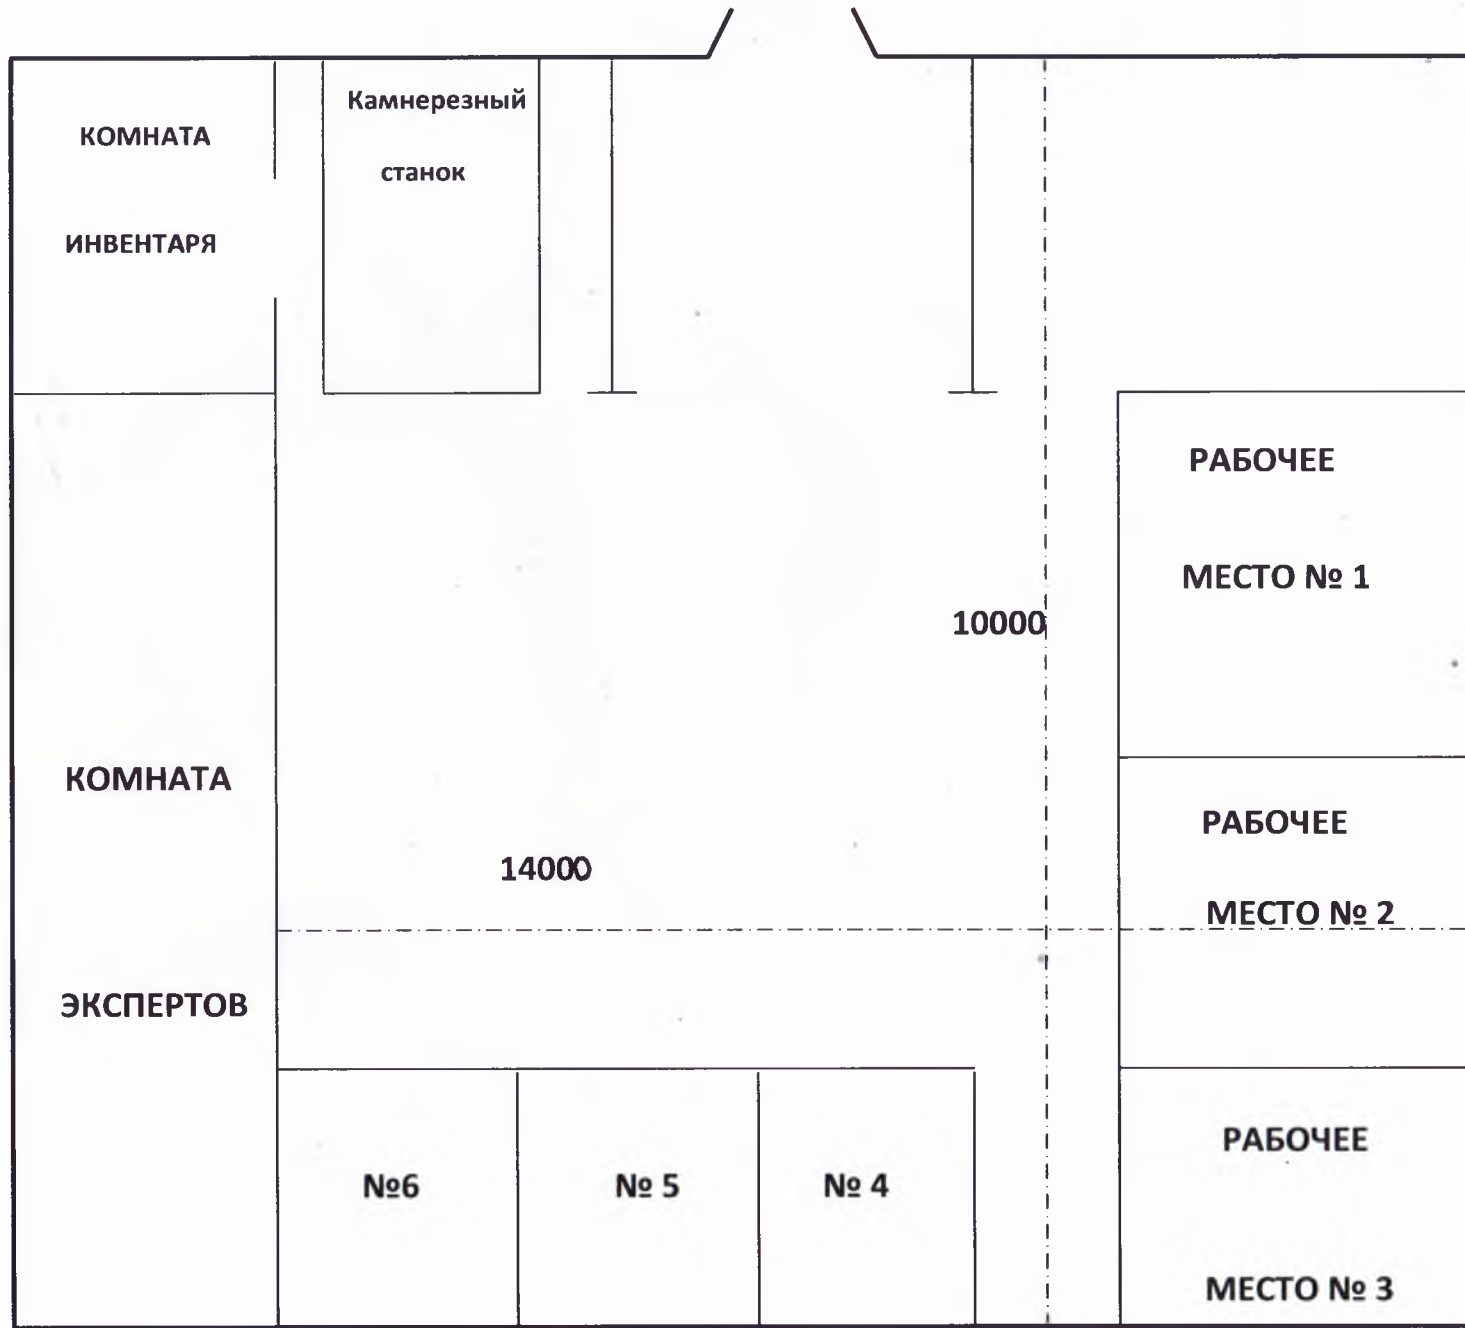 КОМНАТА
ИНВЕНТАРЯ
Камнерезный
станок
РАБОЧЕЕ
МЕСТО № 1
10000
КОМНАТА
ЭКСПЕРТОВ
14000
РАБОЧЕЕ
МЕСТО № 2
№6
№ 5
№ 4
РАБОЧЕЕ
МЕСТО № 3